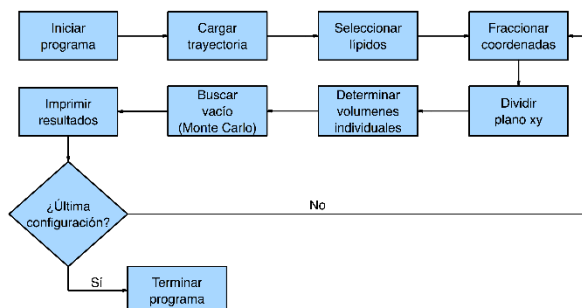 Iniciar
programa
Cargar
trayectoria
Seleccionar
lípidos
Fraccionar
coordenadas
Imprimir
resultados
Buscar
vacío
(Monte Carlo)
Determinar
volumenes
individuales
Dividir
plano xy
¿Última
configuración?
No
Sí
Terminar
programa